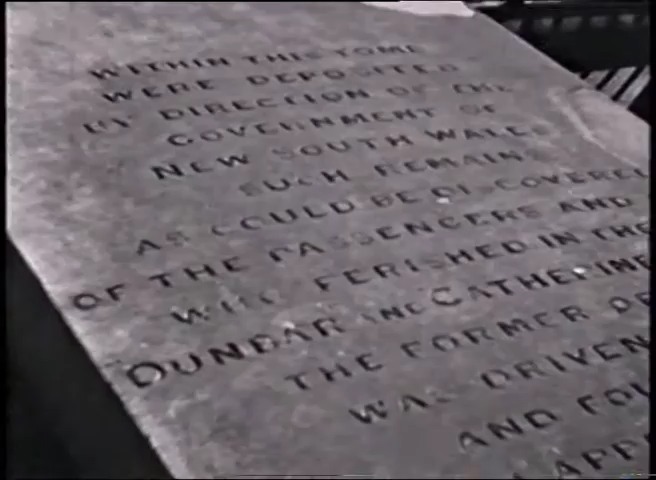 WITHIN THIS TOMB
WERE DEPOSITED
BY DIRECTION OF THE
GOVERNMENT OF
NEW SOUTH WALES
SUCH REMAINS
AS COULD BE DISCOVERED
OF THE PASSENGERS AND
WHO PERISHED IN THE
DUNBAR AND CATHERINE
THE FORMER OF
WAS DRIVEN
AND FOU